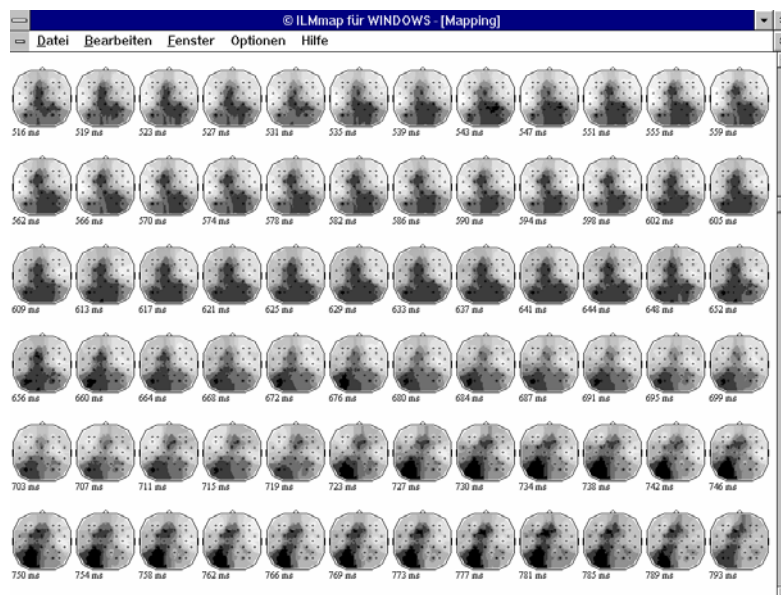 © ILMmap für WINDOWS - [Mapping]
Datei Bearbeiten Fenster Optionen Hilfe
516 ms 519 ms 523 ms 527 ms 531 ms 535 ms 539 ms 543 ms 547 ms 551 ms 555 ms 559 ms
562 ms 566 ms 570 ms 574 ms 578 ms 582 ms 586 ms 590 ms 594 ms 598 ms 602 ms 605 ms
609 ms 613 ms 617 ms 621 ms 625 ms 629 ms 633 ms 637 ms 641 ms 644 ms 648 ms 652 ms
656 ms 660 ms 664 ms 668 ms 672 ms 676 ms 680 ms 684 ms 687 ms 691 ms 695 ms 699 ms
703 ms 707 ms 711 ms 715 ms 719 ms 723 ms 727 ms 730 ms 734 ms 738 ms 742 ms 746 ms
750 ms 754 ms 758 ms 762 ms 766 ms 769 ms 773 ms 777 ms 781 ms 785 ms 789 ms 793 ms